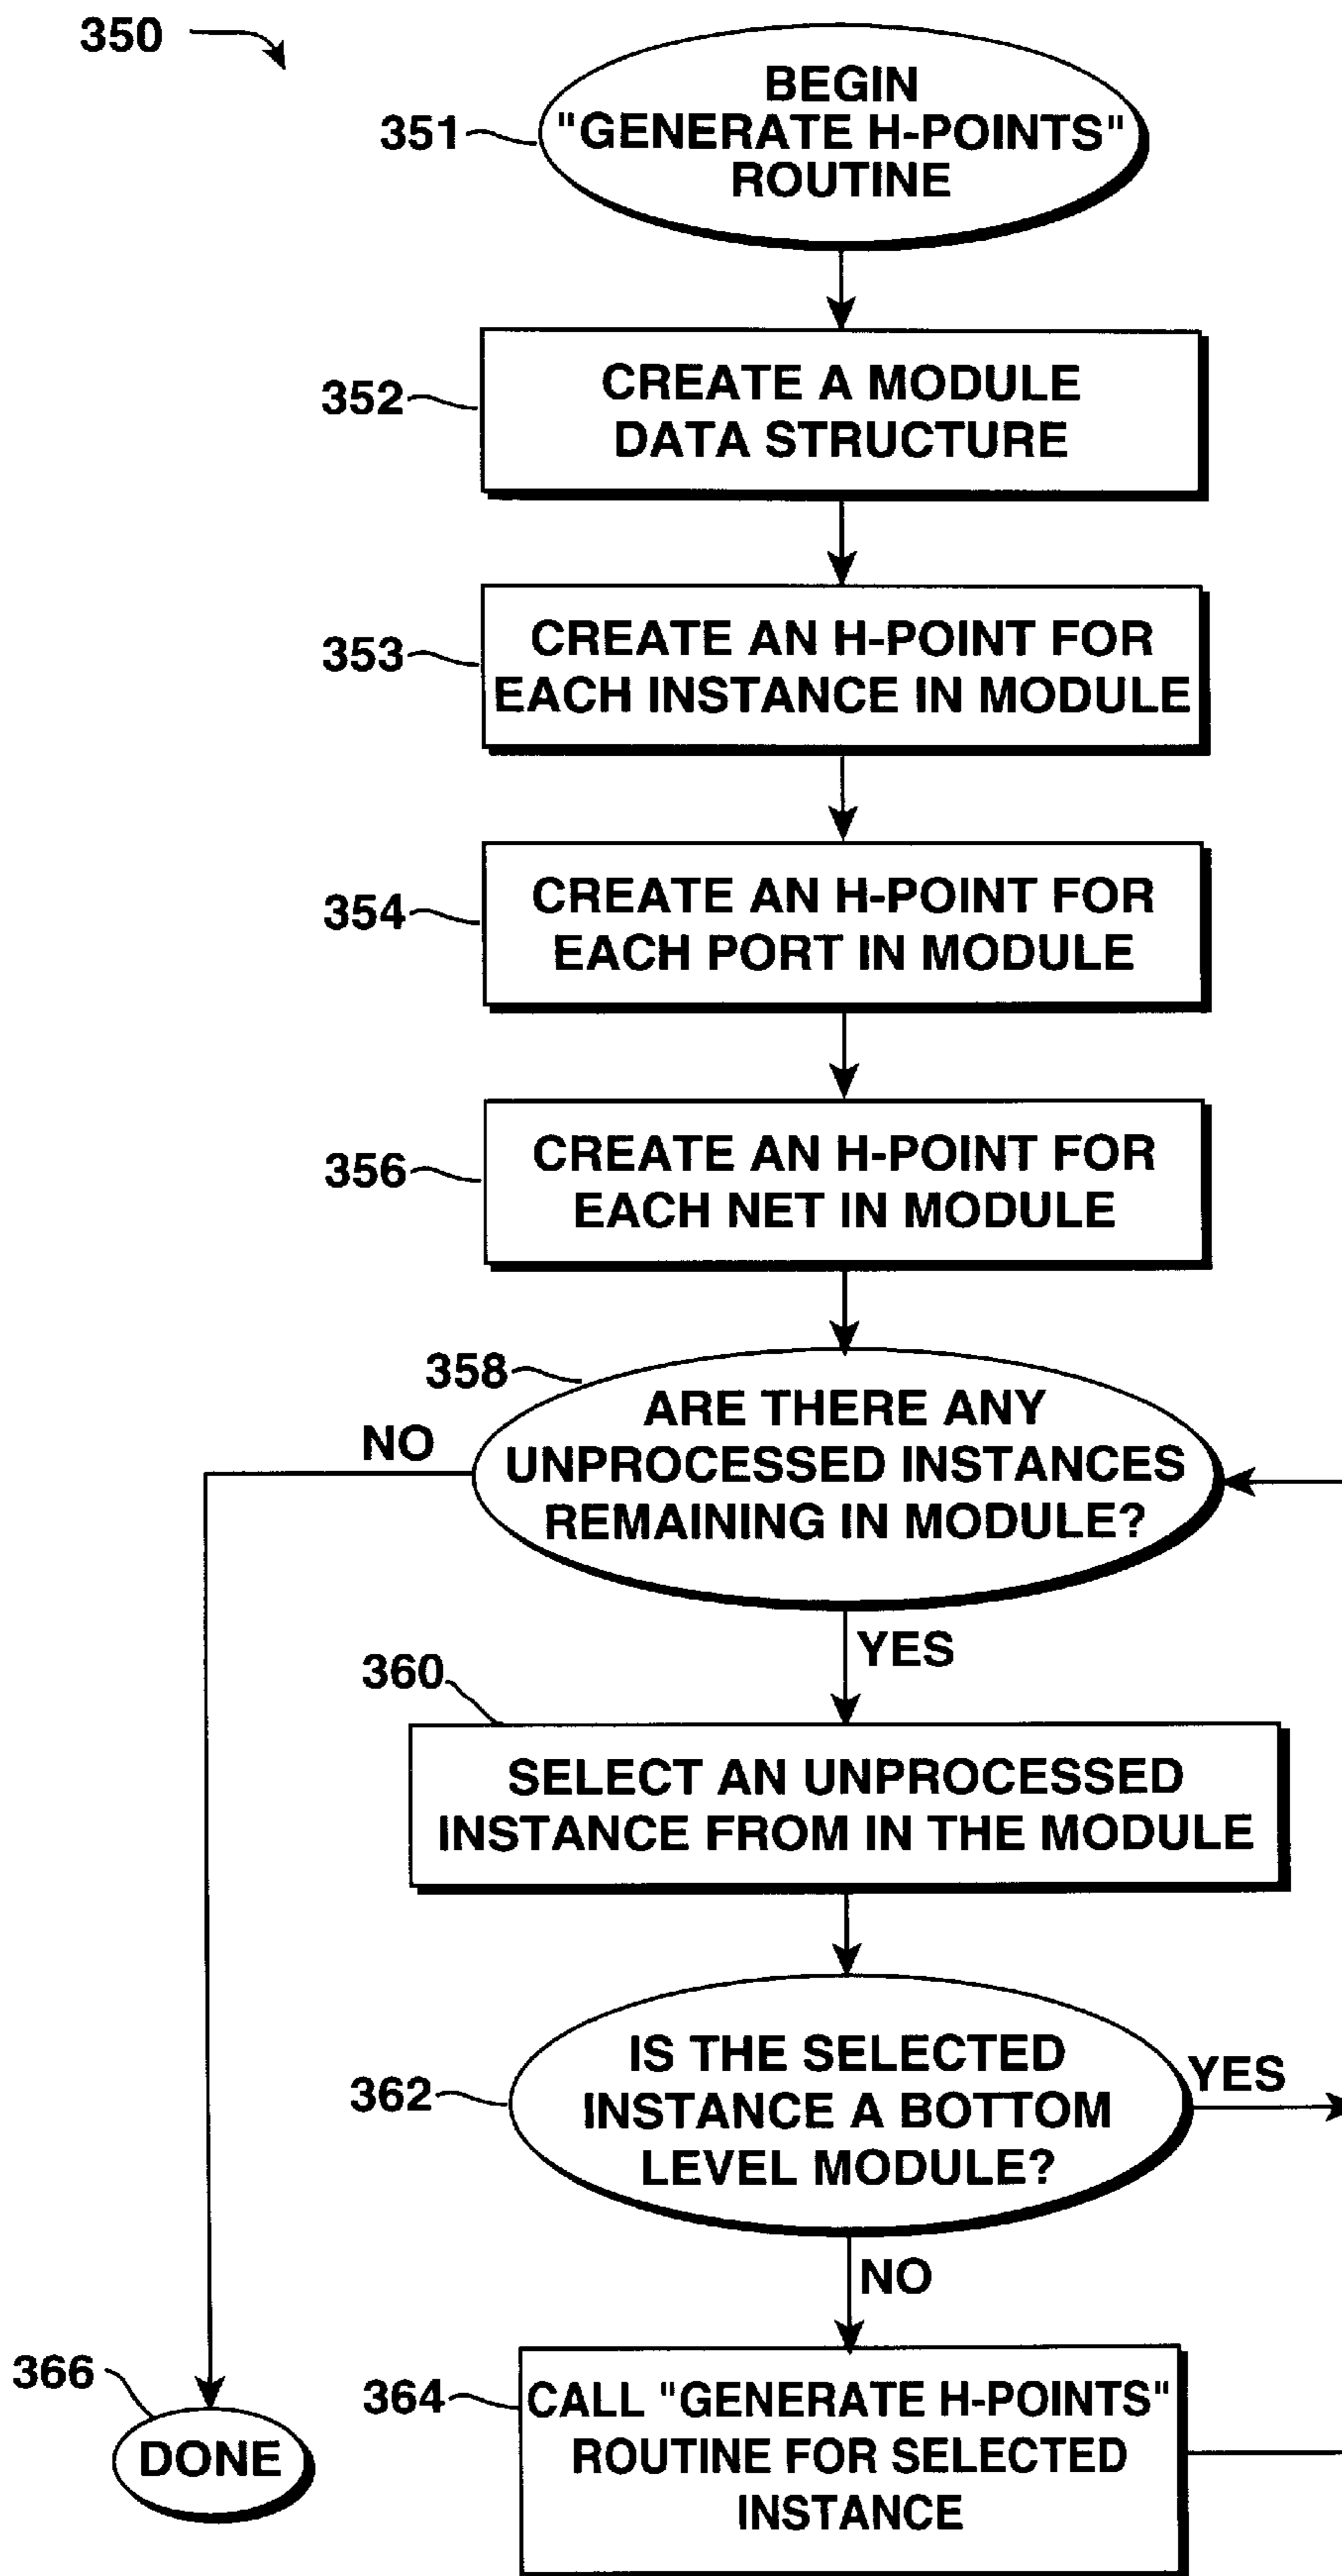 350
351
BEGIN
"GENERATE H-POINTS"
ROUTINE
352
CREATE A MODULE
DATA STRUCTURE
353
CREATE AN H-POINT FOR
EACH INSTANCE IN MODULE
354
CREATE AN H-POINT FOR
EACH PORT IN MODULE
356
CREATE AN H-POINT FOR
EACH NET IN MODULE
358
NO
ARE THERE ANY
UNPROCESSED INSTANCES
REMAINING IN MODULE?
YES
360
SELECT AN UNPROCESSED
INSTANCE FROM IN THE MODULE
362
IS THE SELECTED
INSTANCE A BOTTOM
LEVEL MODULE?
YES
NO
366
DONE
364
CALL "GENERATE H-POINTS"
ROUTINE FOR SELECTED
INSTANCE